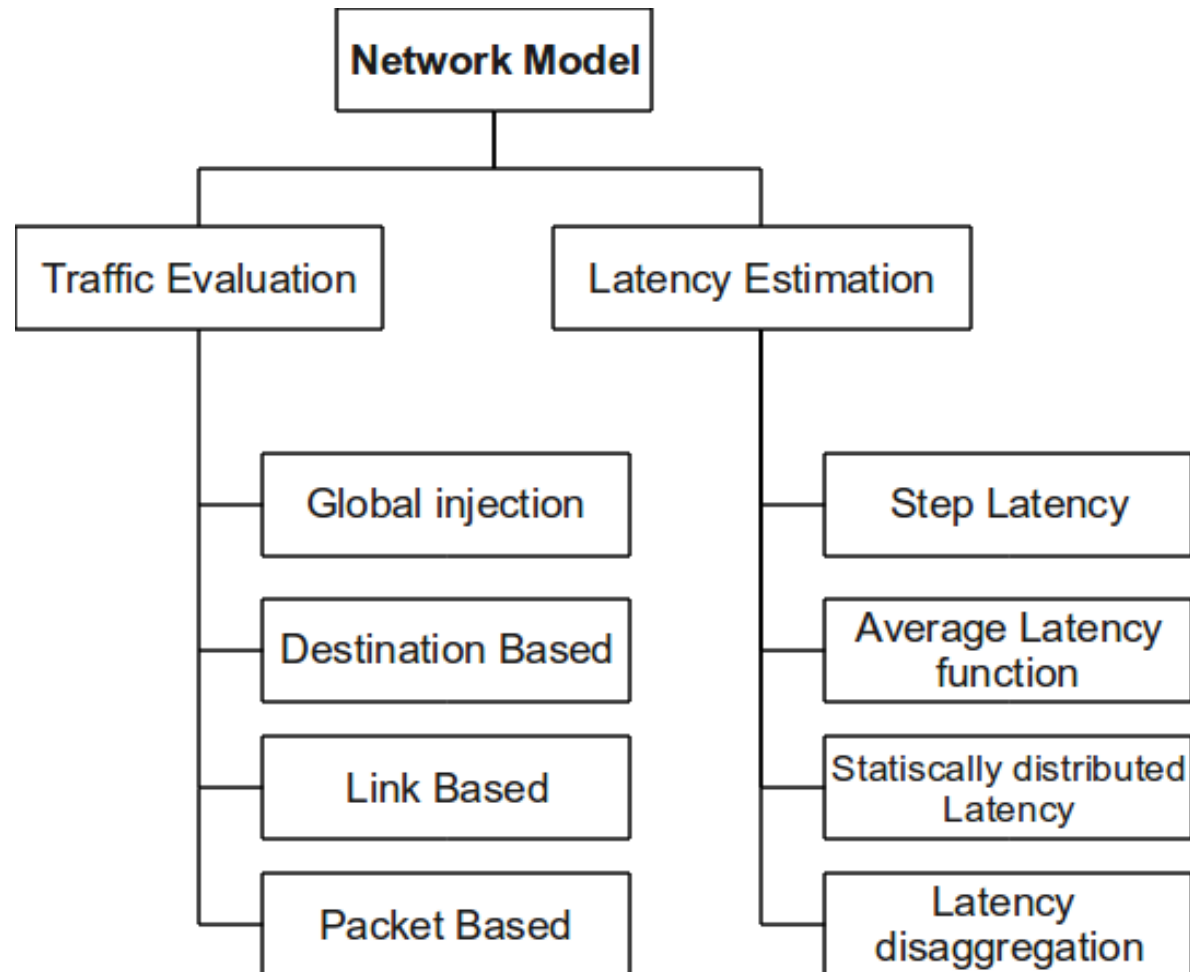 Network Model
Traffic Evaluation
Latency Estimation
Global injection
Step Latency
Destination Based
Average Latency
function
Link Based
Statiscally distributed
Latency
Packet Based
Latency
disaggregation